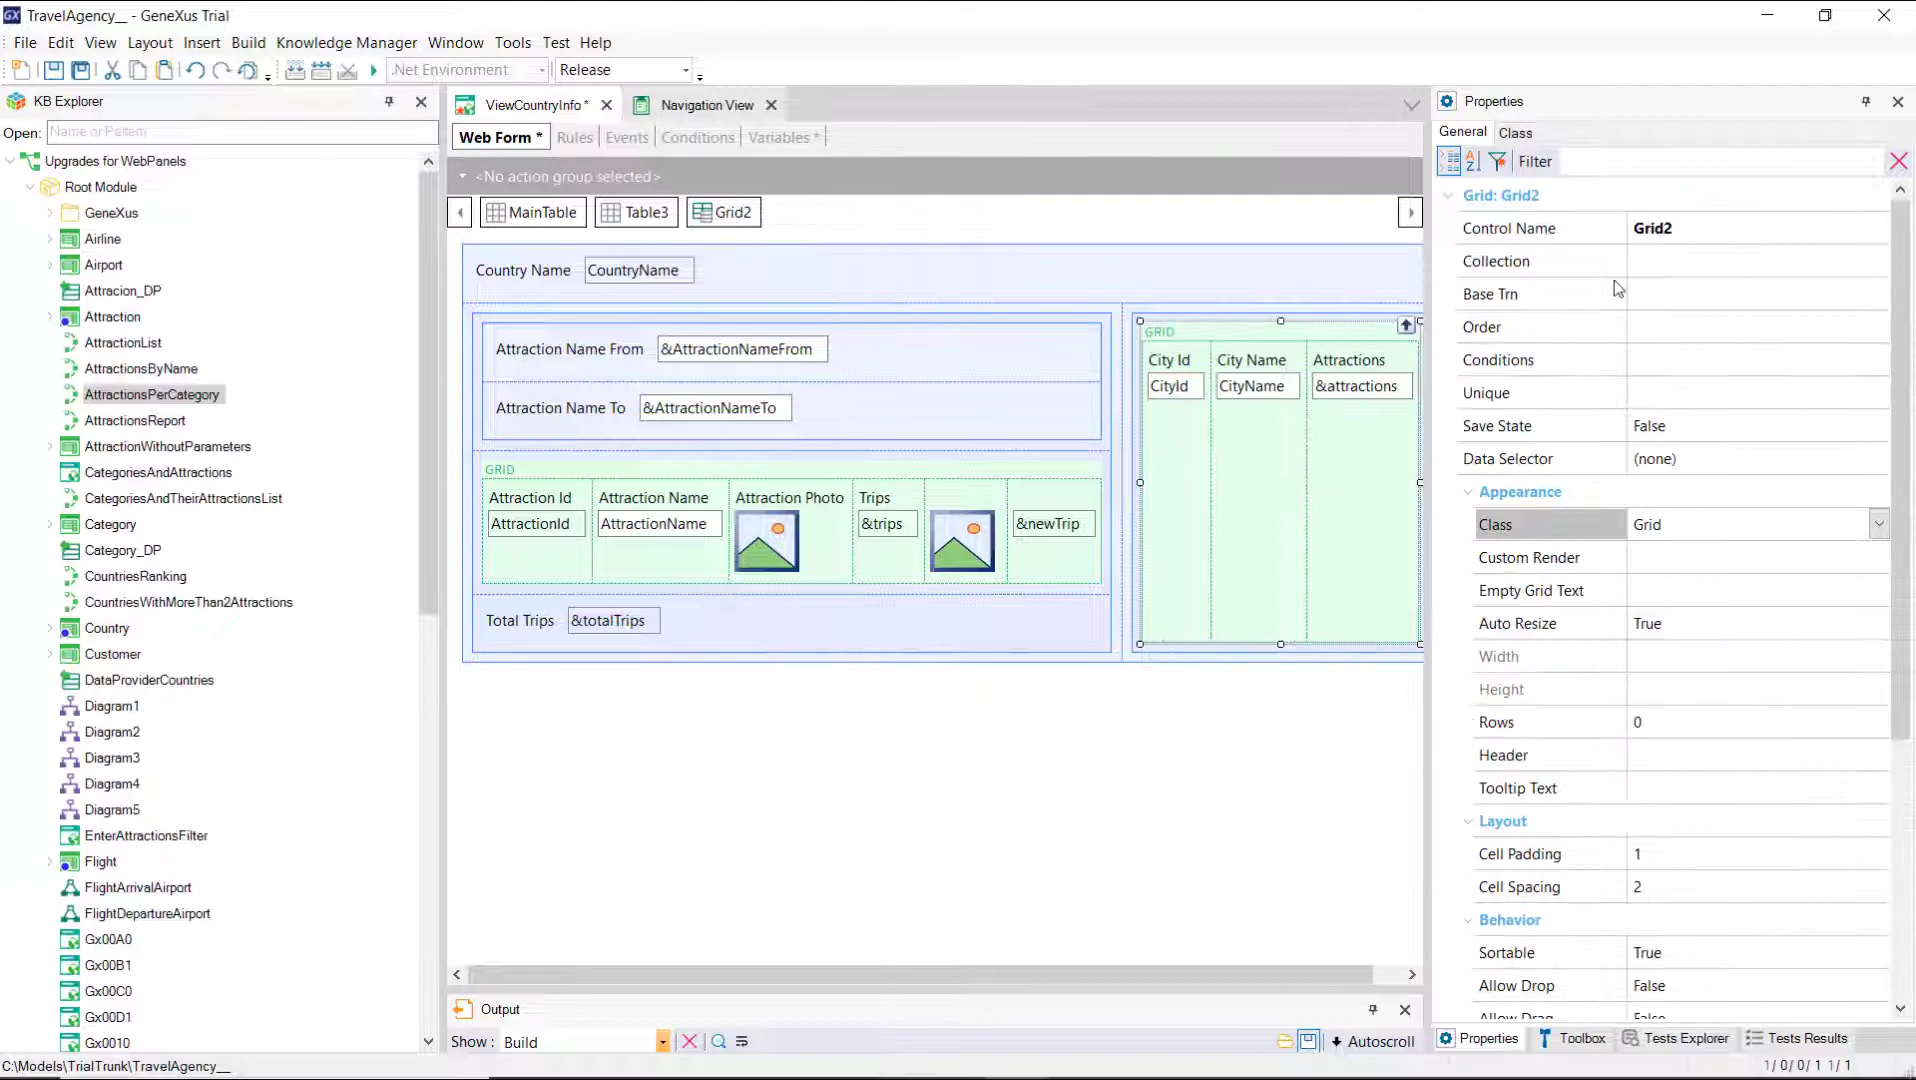 TravelAgency__ - GeneXus Trial
File Edit View Layout Insert Build Knowledge Manager Window Tools Test Help
.Net Environment Release
KB Explorer
Open: Name or Pattern
Upgrades for WebPanels
Root Module
GeneXus
Airline
Airport
Attracion_DP
Attraction
AttractionList
AttractionsByName
AttractionsPerCategory
AttractionsReport
AttractionWithoutParameters
CategoriesAndAttractions
CategoriesAndTheirAttractionsList
Category
Category_DP
CountriesRanking
CountriesWithMoreThan2Attractions
Country
Customer
DataProviderCountries
Diagram1
Diagram2
Diagram3
Diagram4
Diagram5
EnterAttractionsFilter
Flight
FlightArrivalAirport
FlightDepartureAirport
Gx00A0
Gx00B1
Gx00C0
Gx00D1
Gx0010
ViewCountryInfo * Navigation View
Web Form * Rules Events Conditions Variables *
<No action group selected>
MainTable Table3 Grid2
Country Name CountryName
Attraction Name From &AttractionNameFrom
Attraction Name To &AttractionNameTo
GRID
Attraction Id Attraction Name Attraction Photo Trips
AttractionId AttractionName &trips &newTrip
Total Trips &totalTrips
GRID
City Id City Name Attractions
CityId CityName &attractions
Output
Show : Build Autoscroll
Properties
General Class
Filter
Grid: Grid2
Control Name Grid2
Collection
Base Trn
Order
Conditions
Unique
Save State False
Data Selector (none)
Appearance
Class Grid
Custom Render
Empty Grid Text
Auto Resize True
Width
Height
Rows 0
Header
Tooltip Text
Layout
Cell Padding 1
Cell Spacing 2
Behavior
Sortable True
Allow Drop False
Allow Drag False
Properties Toolbox Tests Explorer Tests Results
C:\Models\TrialTrunk\TravelAgency__ 1/ 0/ 0/ 1 1/ 1